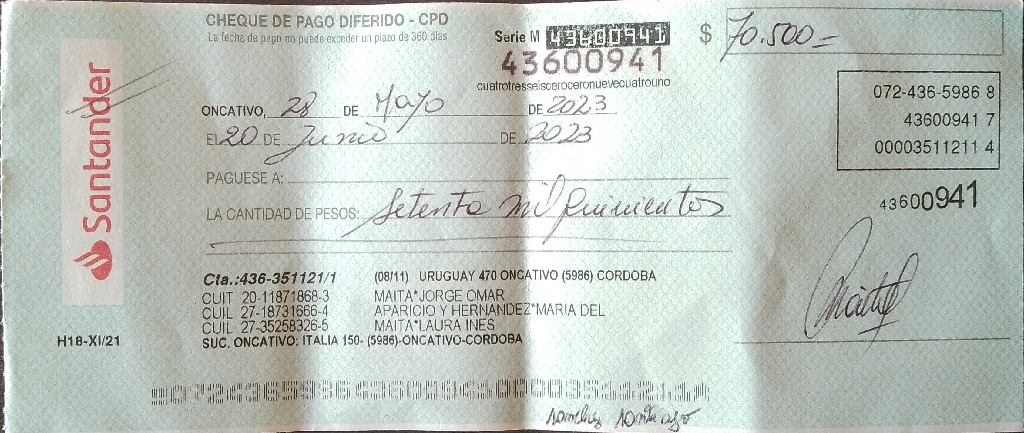 CHEQUE DE PAGO DIFERIDO - CPD
La fecha de pago no puede exceder un plazo de 360 días
Serie M 43600941
43600941
cuatrotresseisceroceronuevecuatrouno
$ 70.500=
072-436-5986 8
43600941 7
00003511211 4
Santander
ONCATIVO, 28 DE Mayo DE 2023
EL 20 DE Junio DE 2023
PAGUESE A:
LA CANTIDAD DE PESOS: Setenta mil quinientos
43600941
Cta.:436-351121/1 (08/11) URUGUAY 470 ONCATIVO (5986) CORDOBA
CUIT 20-11871868-3 MAITA*JORGE OMAR
CUIL 27-18731666-4 APARICIO Y HERNANDEZ*MARIA DEL
CUIL 27-35258326-5 MAITA*LAURA INES
SUC. ONCATIVO: ITALIA 150- (5986)-ONCATIVO-CORDOBA
H18-XI/21